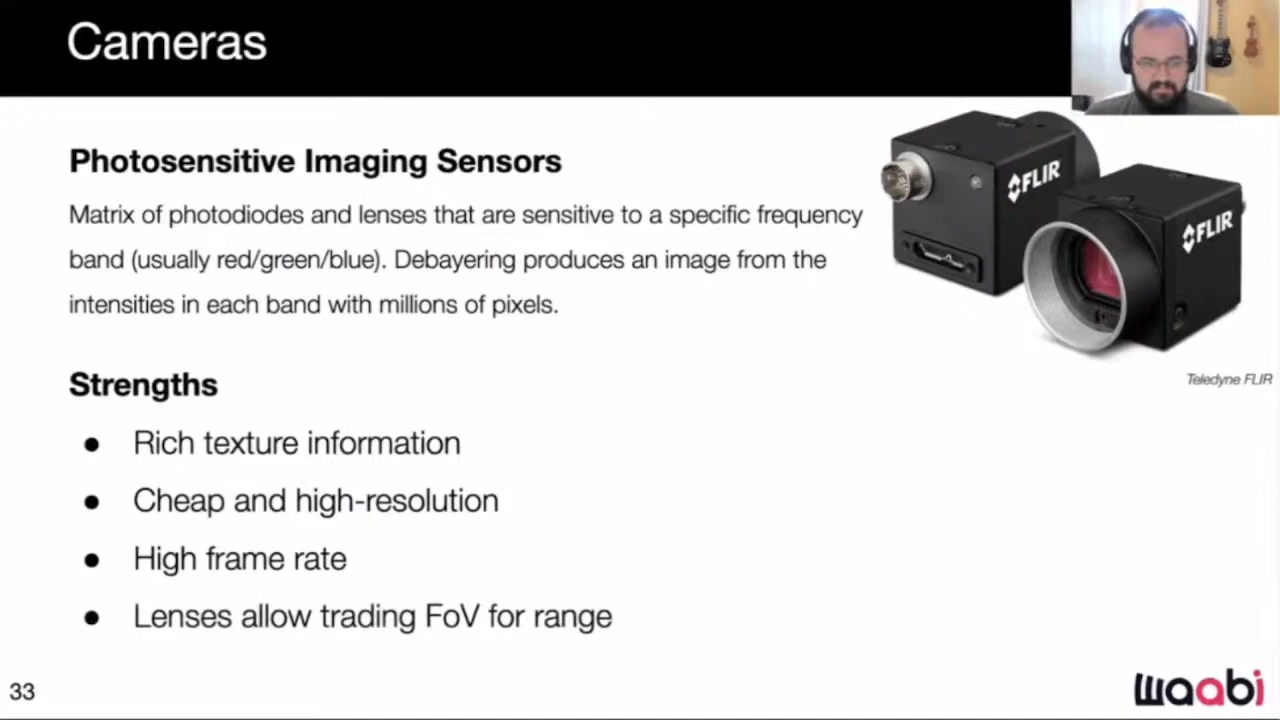 Cameras
Photosensitive Imaging Sensors
Matrix of photodiodes and lenses that are sensitive to a specific frequency
band (usually red/green/blue). Debayering produces an image from the
intensities in each band with millions of pixels.
FLIR
FLIR
Teledyne FLIR
Strengths
● Rich texture information
● Cheap and high-resolution
● High frame rate
● Lenses allow trading FoV for range
33
waabi